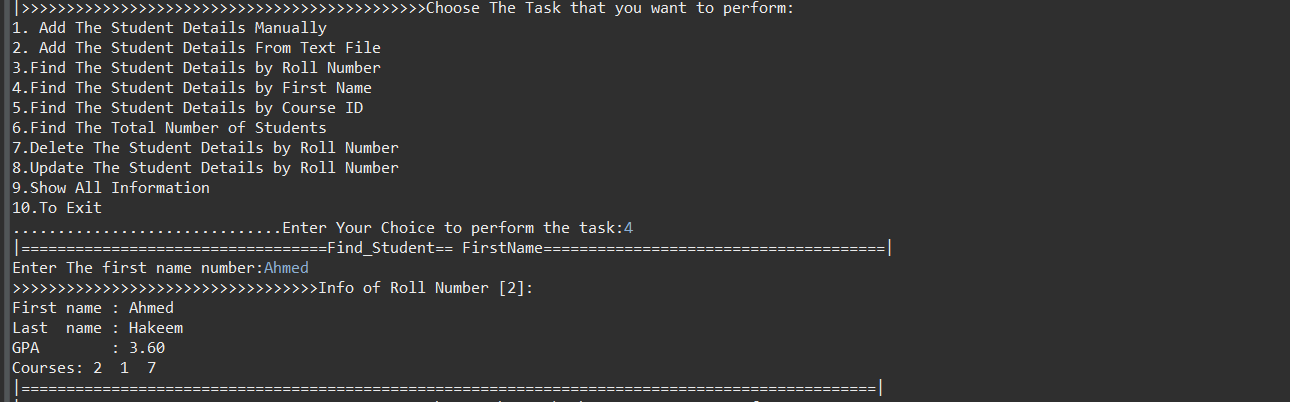 |>>>>>>>>>>>>>>>>>>>>>>>>>>>>>>>>>>>>>>>>>>>>>Choose The Task that you want to perform:
1. Add The Student Details Manually
2. Add The Student Details From Text File
3.Find The Student Details by Roll Number
4.Find The Student Details by First Name
5.Find The Student Details by Course ID
6.Find The Total Number of Students
7.Delete The Student Details by Roll Number
8.Update The Student Details by Roll Number
9.Show All Information
10.To Exit
..............................Enter Your Choice to perform the task:4
|==================================Find_Student== FirstName======================================|
Enter The first name number:Ahmed
>>>>>>>>>>>>>>>>>>>>>>>>>>>>>>>>>>Info of Roll Number [2]:
First name : Ahmed
Last  name : Hakeem
GPA        : 3.60
Courses: 2  1  7
|===============================================================================================|